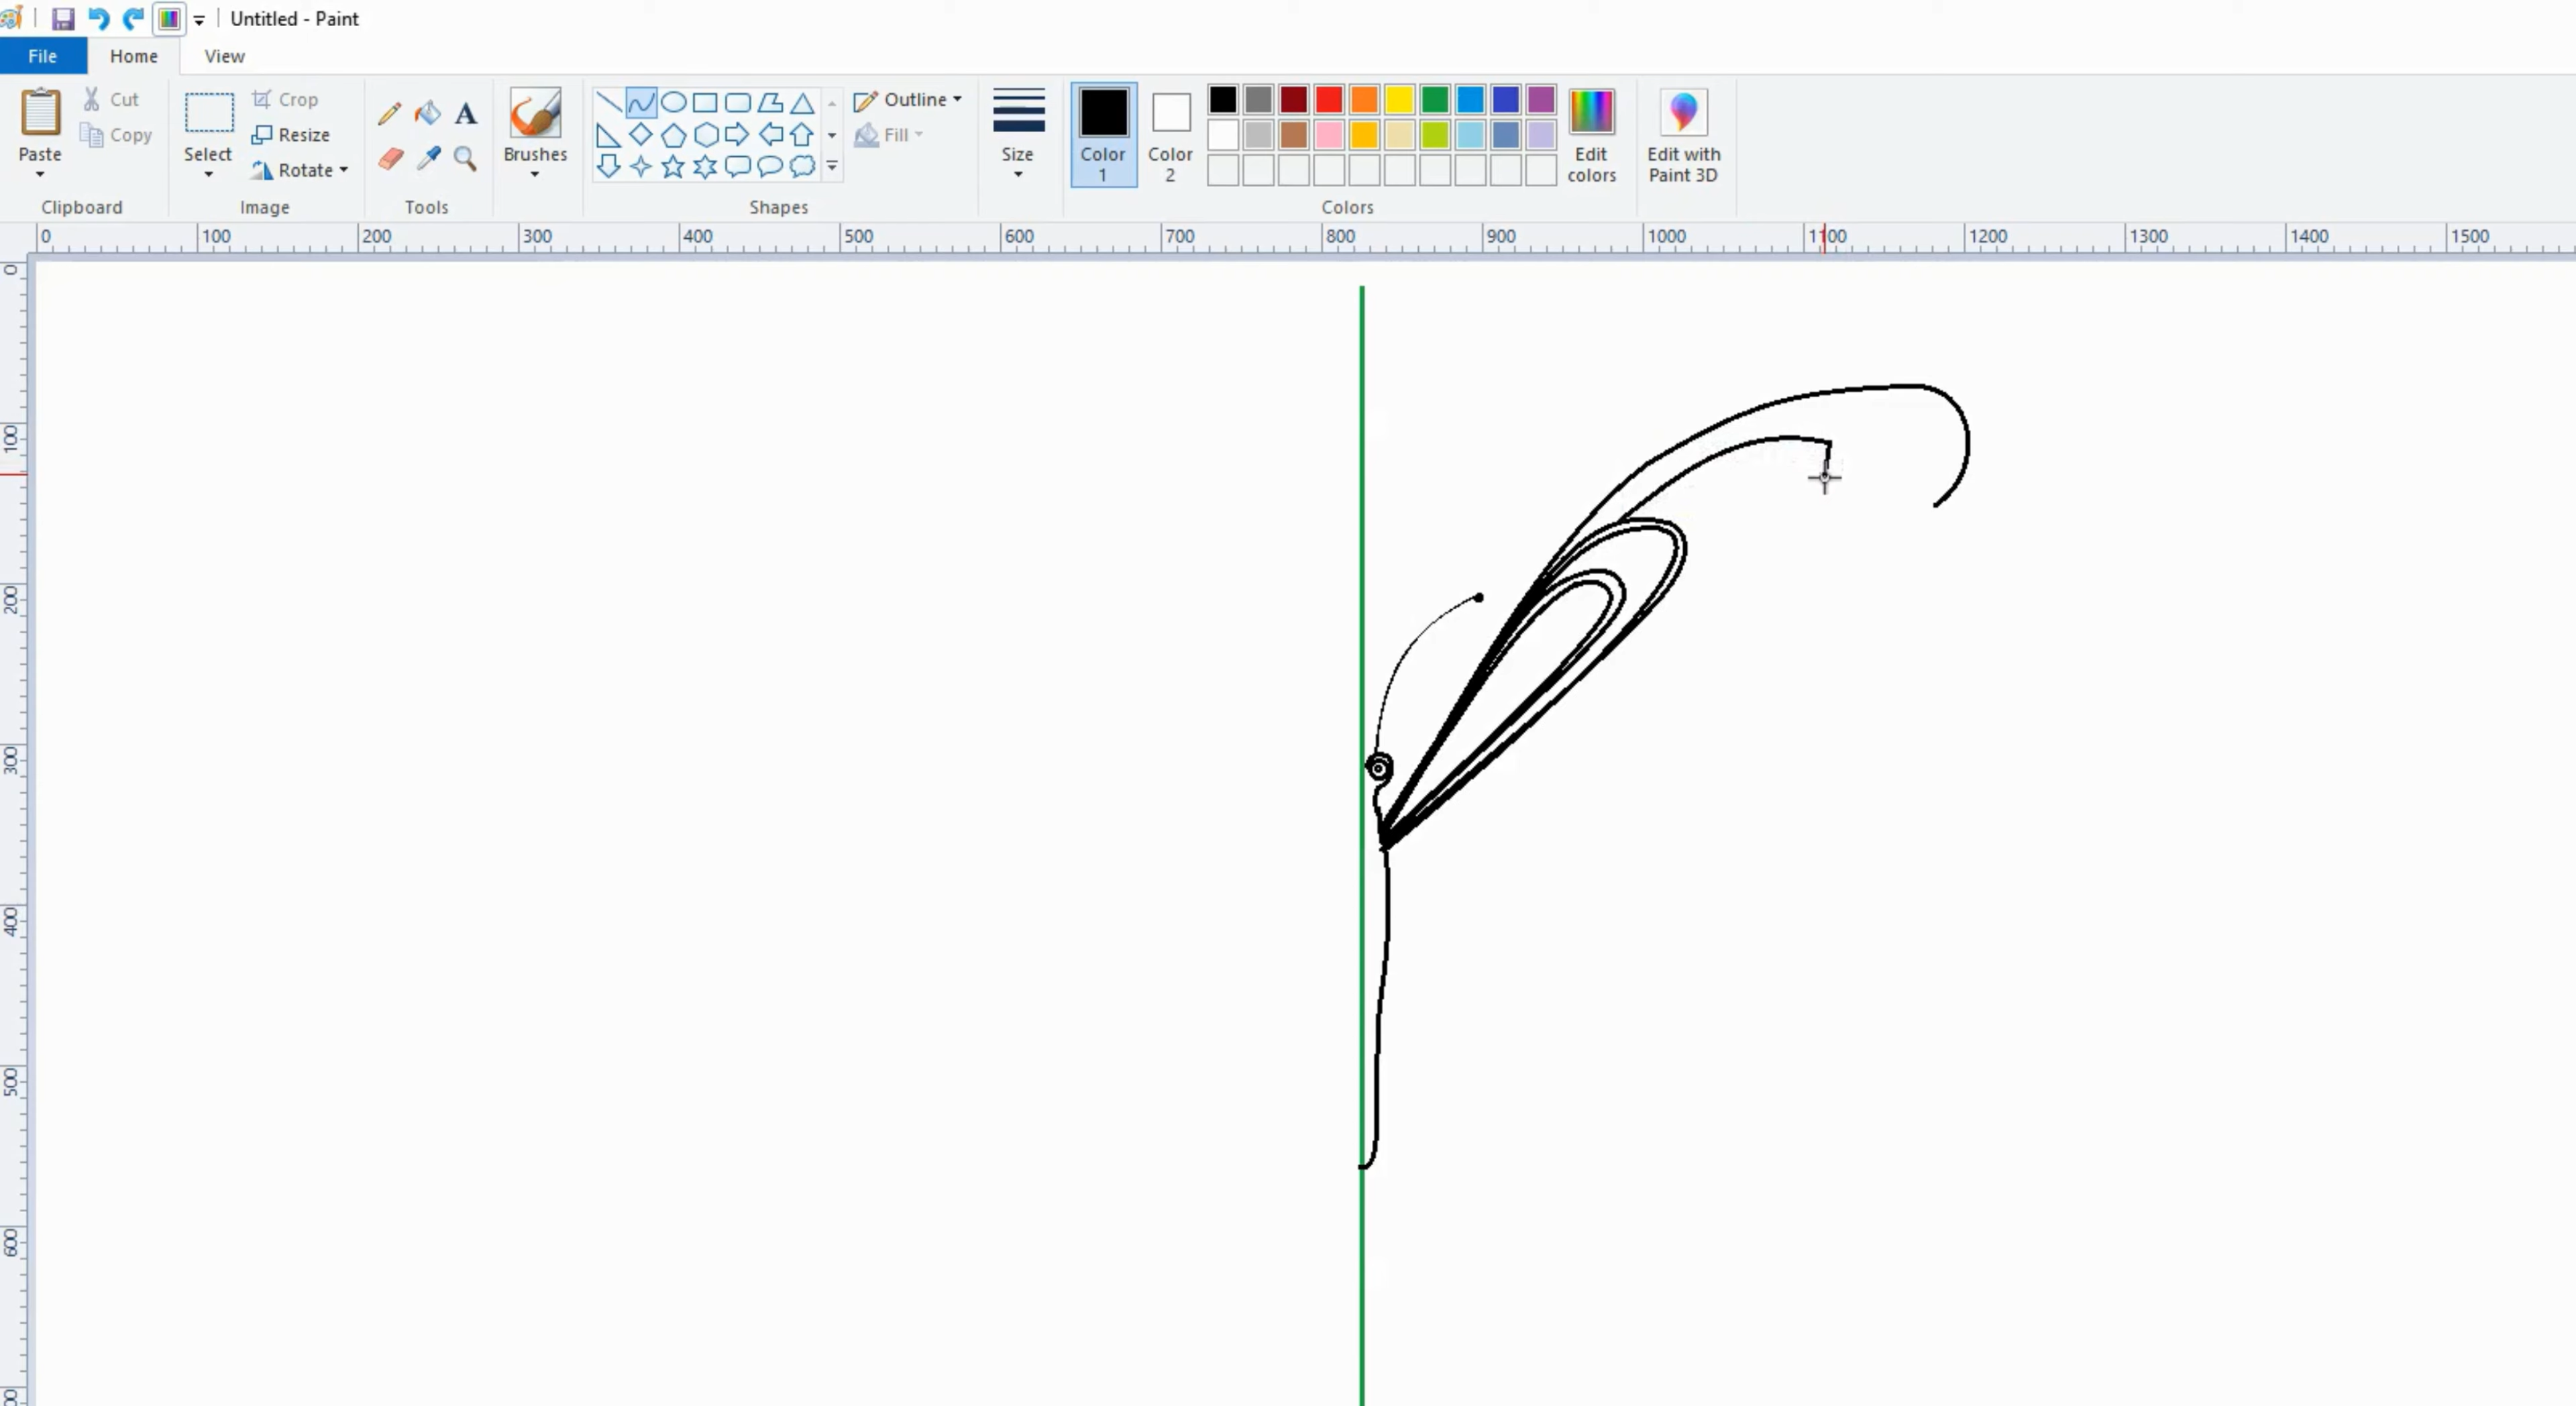 Untitled - Paint
File Home View
Paste Cut Copy Clipboard
Select Crop Resize Rotate Image
A Tools
Brushes
Outline Fill Shapes
Size
Color 1 Color 2 Edit colors Colors
Edit with Paint 3D
0 100 200 300 400 500 600 700 800 900 1000 1100 1200 1300 1400 1500
0
100
200
300
400
500
600